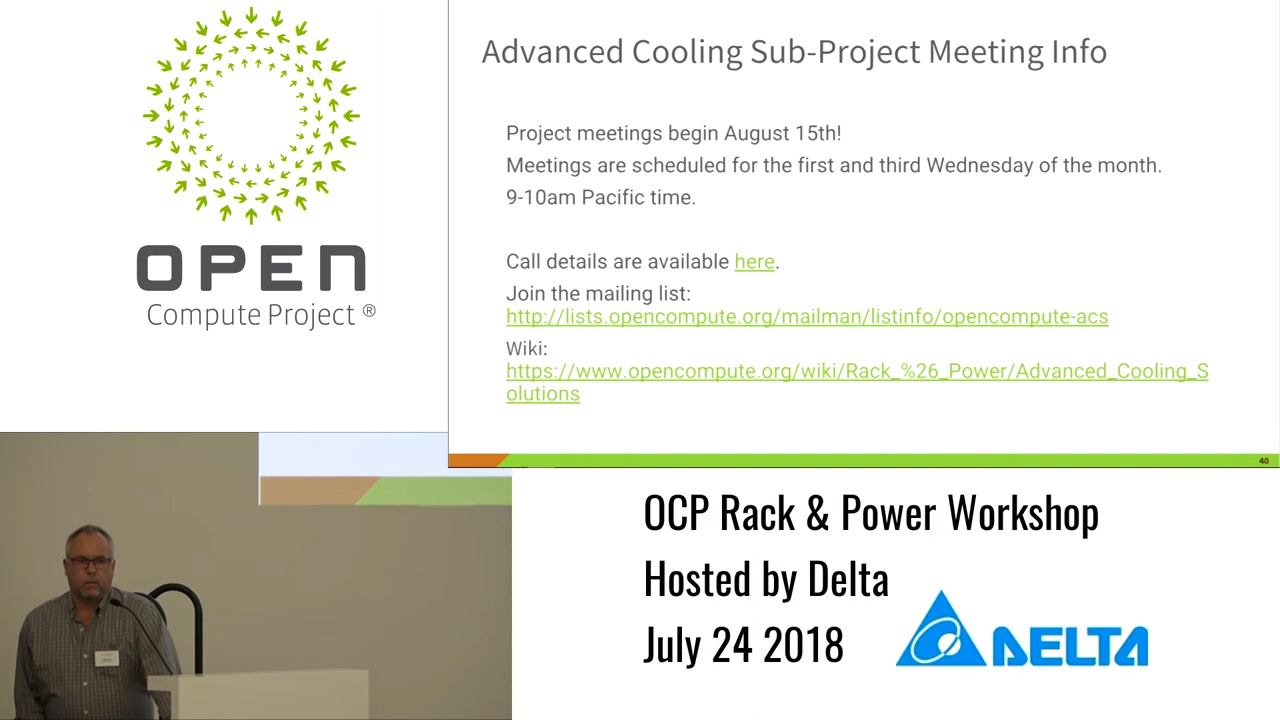 OPEN
Compute Project ®
Advanced Cooling Sub-Project Meeting Info
Project meetings begin August 15th!
Meetings are scheduled for the first and third Wednesday of the month.
9-10am Pacific time.
Call details are available here.
Join the mailing list:
http://lists.opencompute.org/mailman/listinfo/opencompute-acs
Wiki:
https://www.opencompute.org/wiki/Rack_%26_Power/Advanced_Cooling_S
olutions
40
OCP Rack & Power Workshop
Hosted by Delta
July 24 2018
DELTA